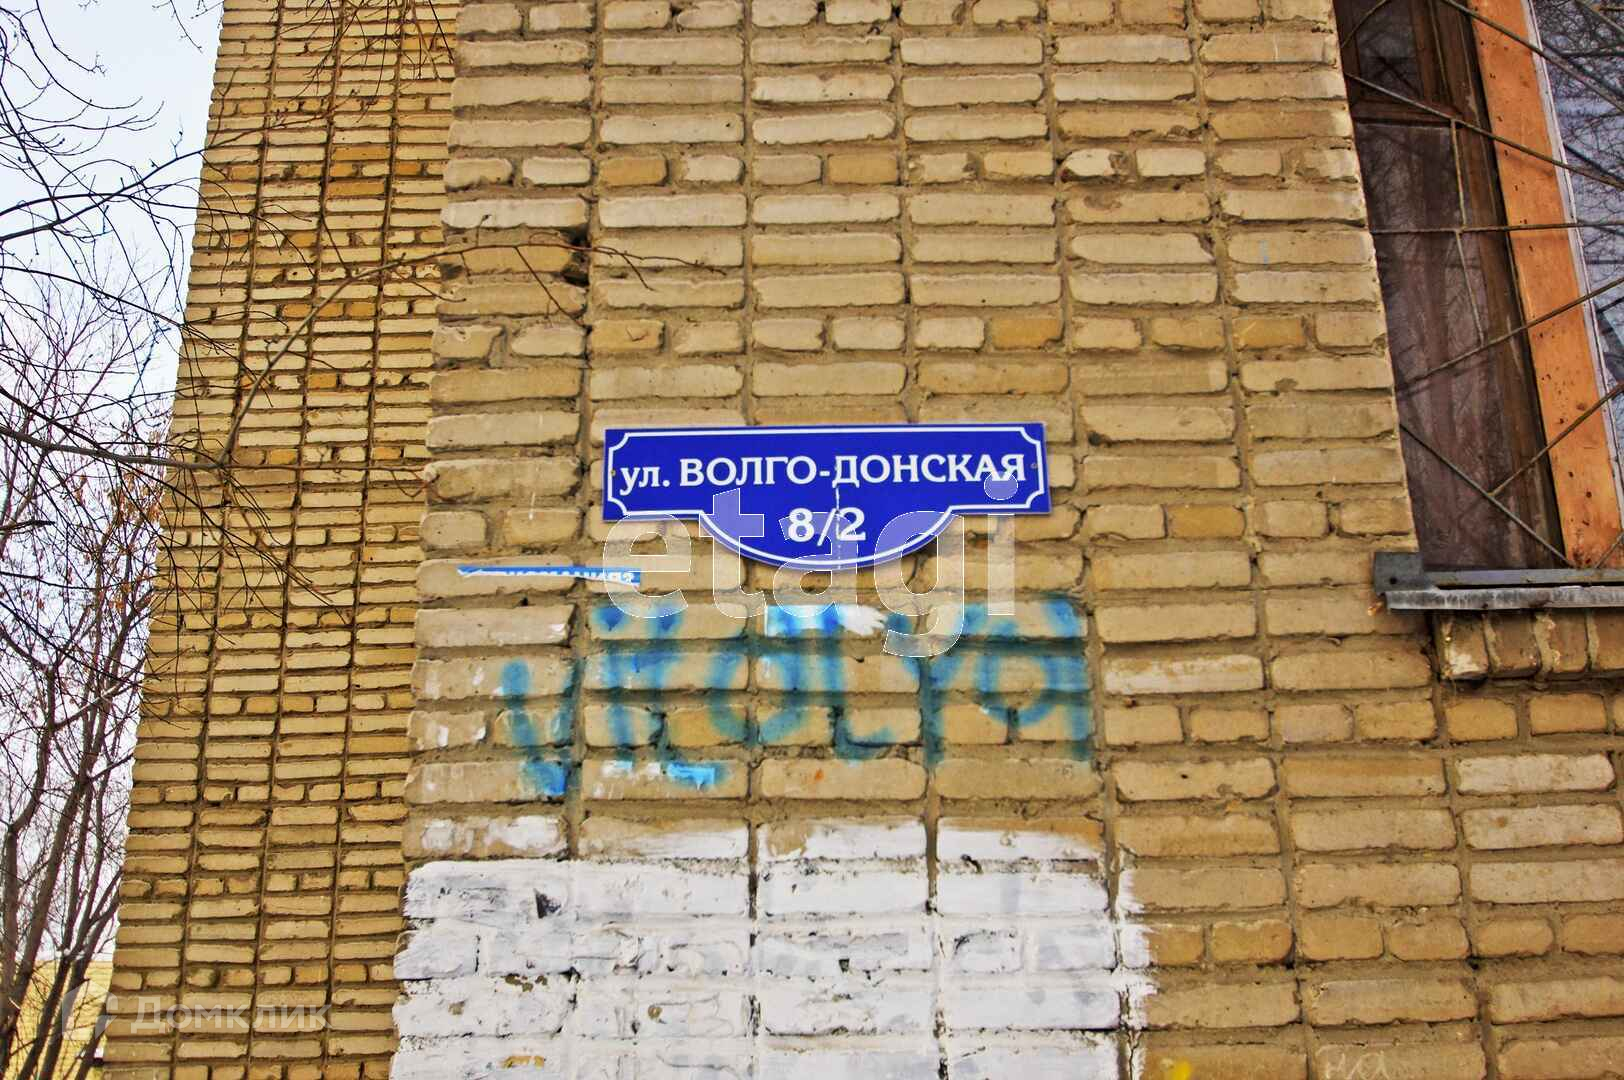 ул. ВОЛГО-ДОНСКАЯ
8/2
etagi
Домклик